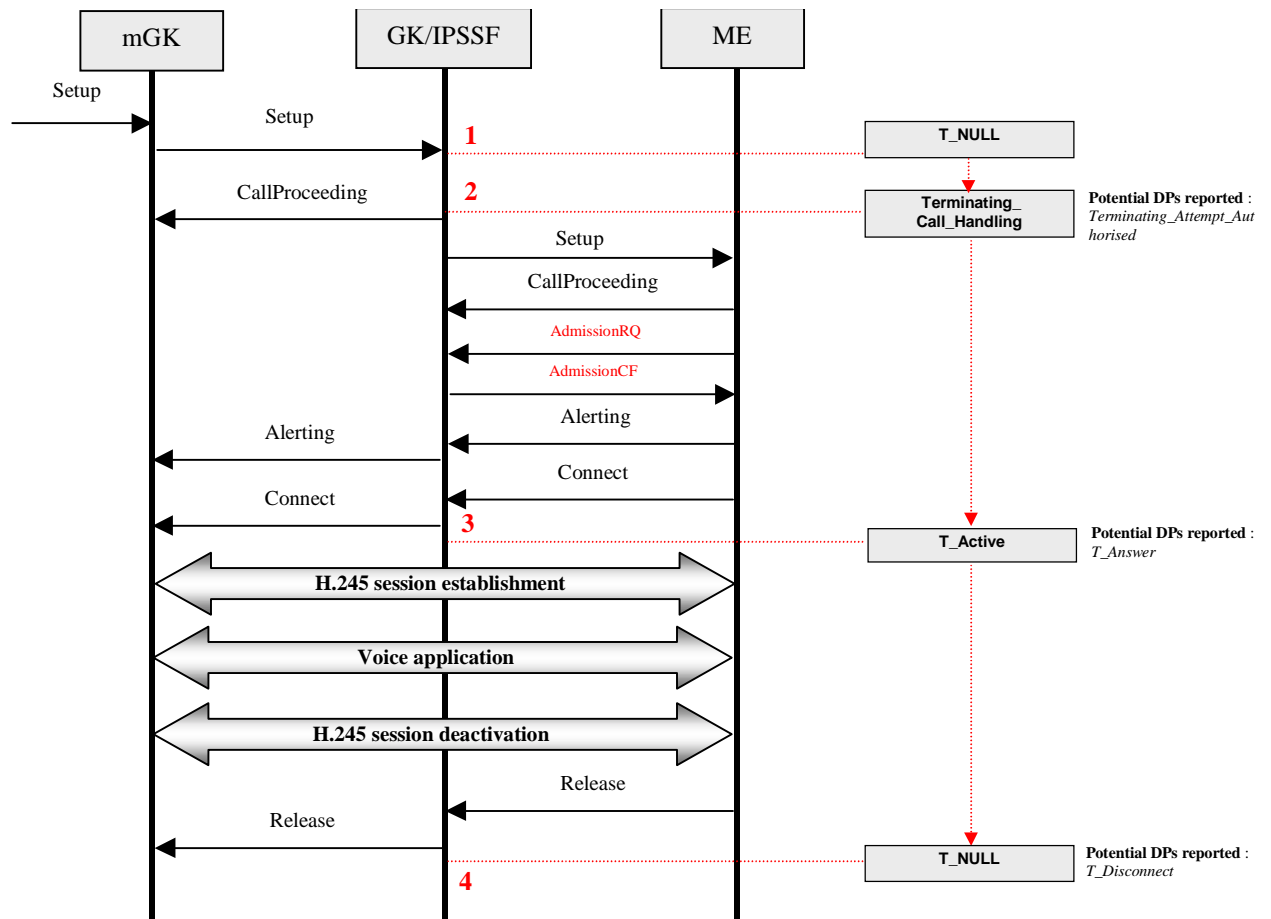 mGK
GK/IPSSF
ME
Setup
Setup
1
T_NULL
CallProceeding
2
Terminating_
Call_Handling
Potential DPs reported :
Terminating_Attempt_Aut
horised
Setup
CallProceeding
AdmissionRQ
AdmissionCF
Alerting
Alerting
Connect
Connect
3
T_Active
Potential DPs reported :
T_Answer
H.245 session establishment
Voice application
H.245 session deactivation
Release
Release
4
T_NULL
Potential DPs reported :
T_Disconnect